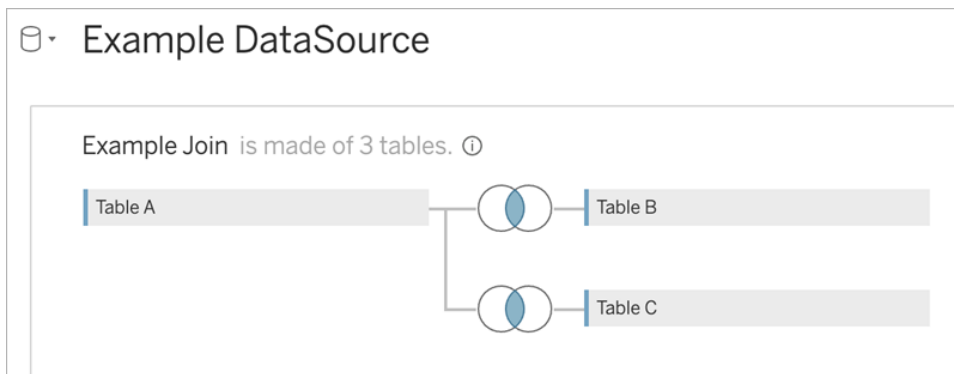 Example DataSource
Example Join is made of 3 tables.
Table A
Table B
Table C